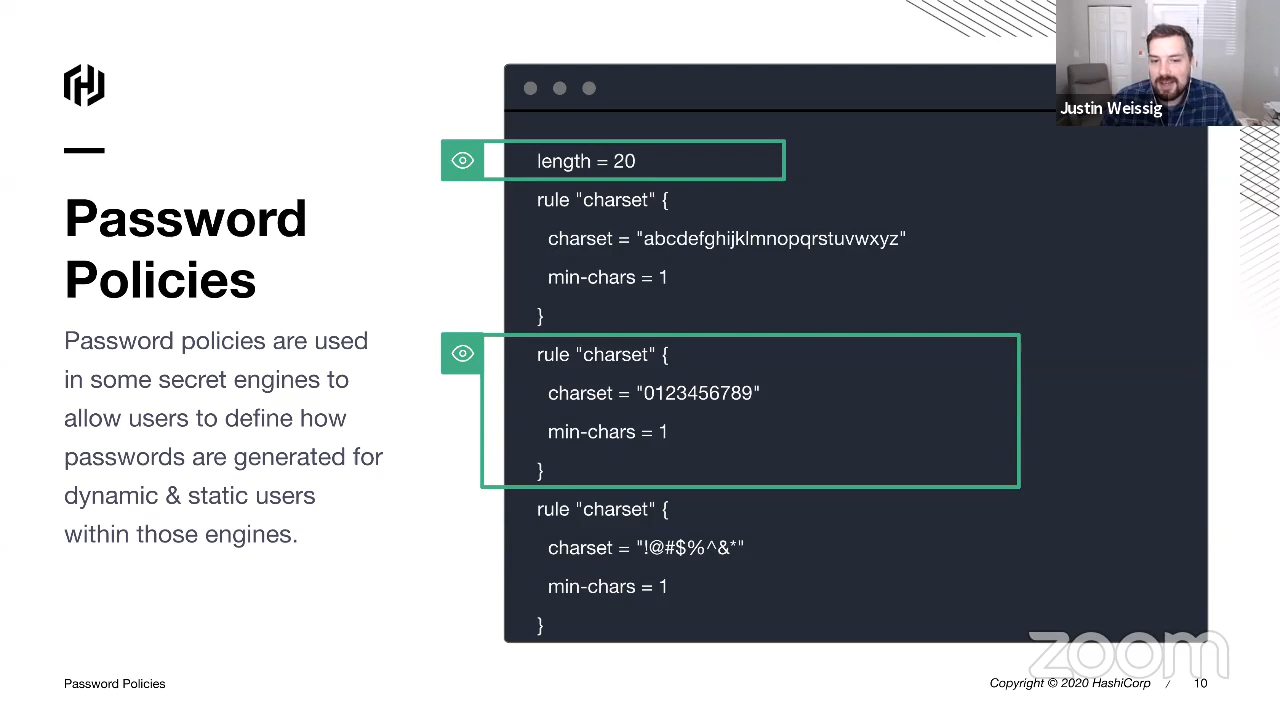 Justin Weissig
Password
Policies
Password policies are used
in some secret engines to
allow users to define how
passwords are generated for
dynamic & static users
within those engines.
length = 20
rule "charset" {
charset = "abcdefghijklmnopqrstuvwxyz"
min-chars = 1
}
rule "charset" {
charset = "0123456789"
min-chars = 1
}
rule "charset" {
charset = "!@#$%^&*"
min-chars = 1
}
zoom
Password Policies
Copyright © 2020 HashiCorp / 10